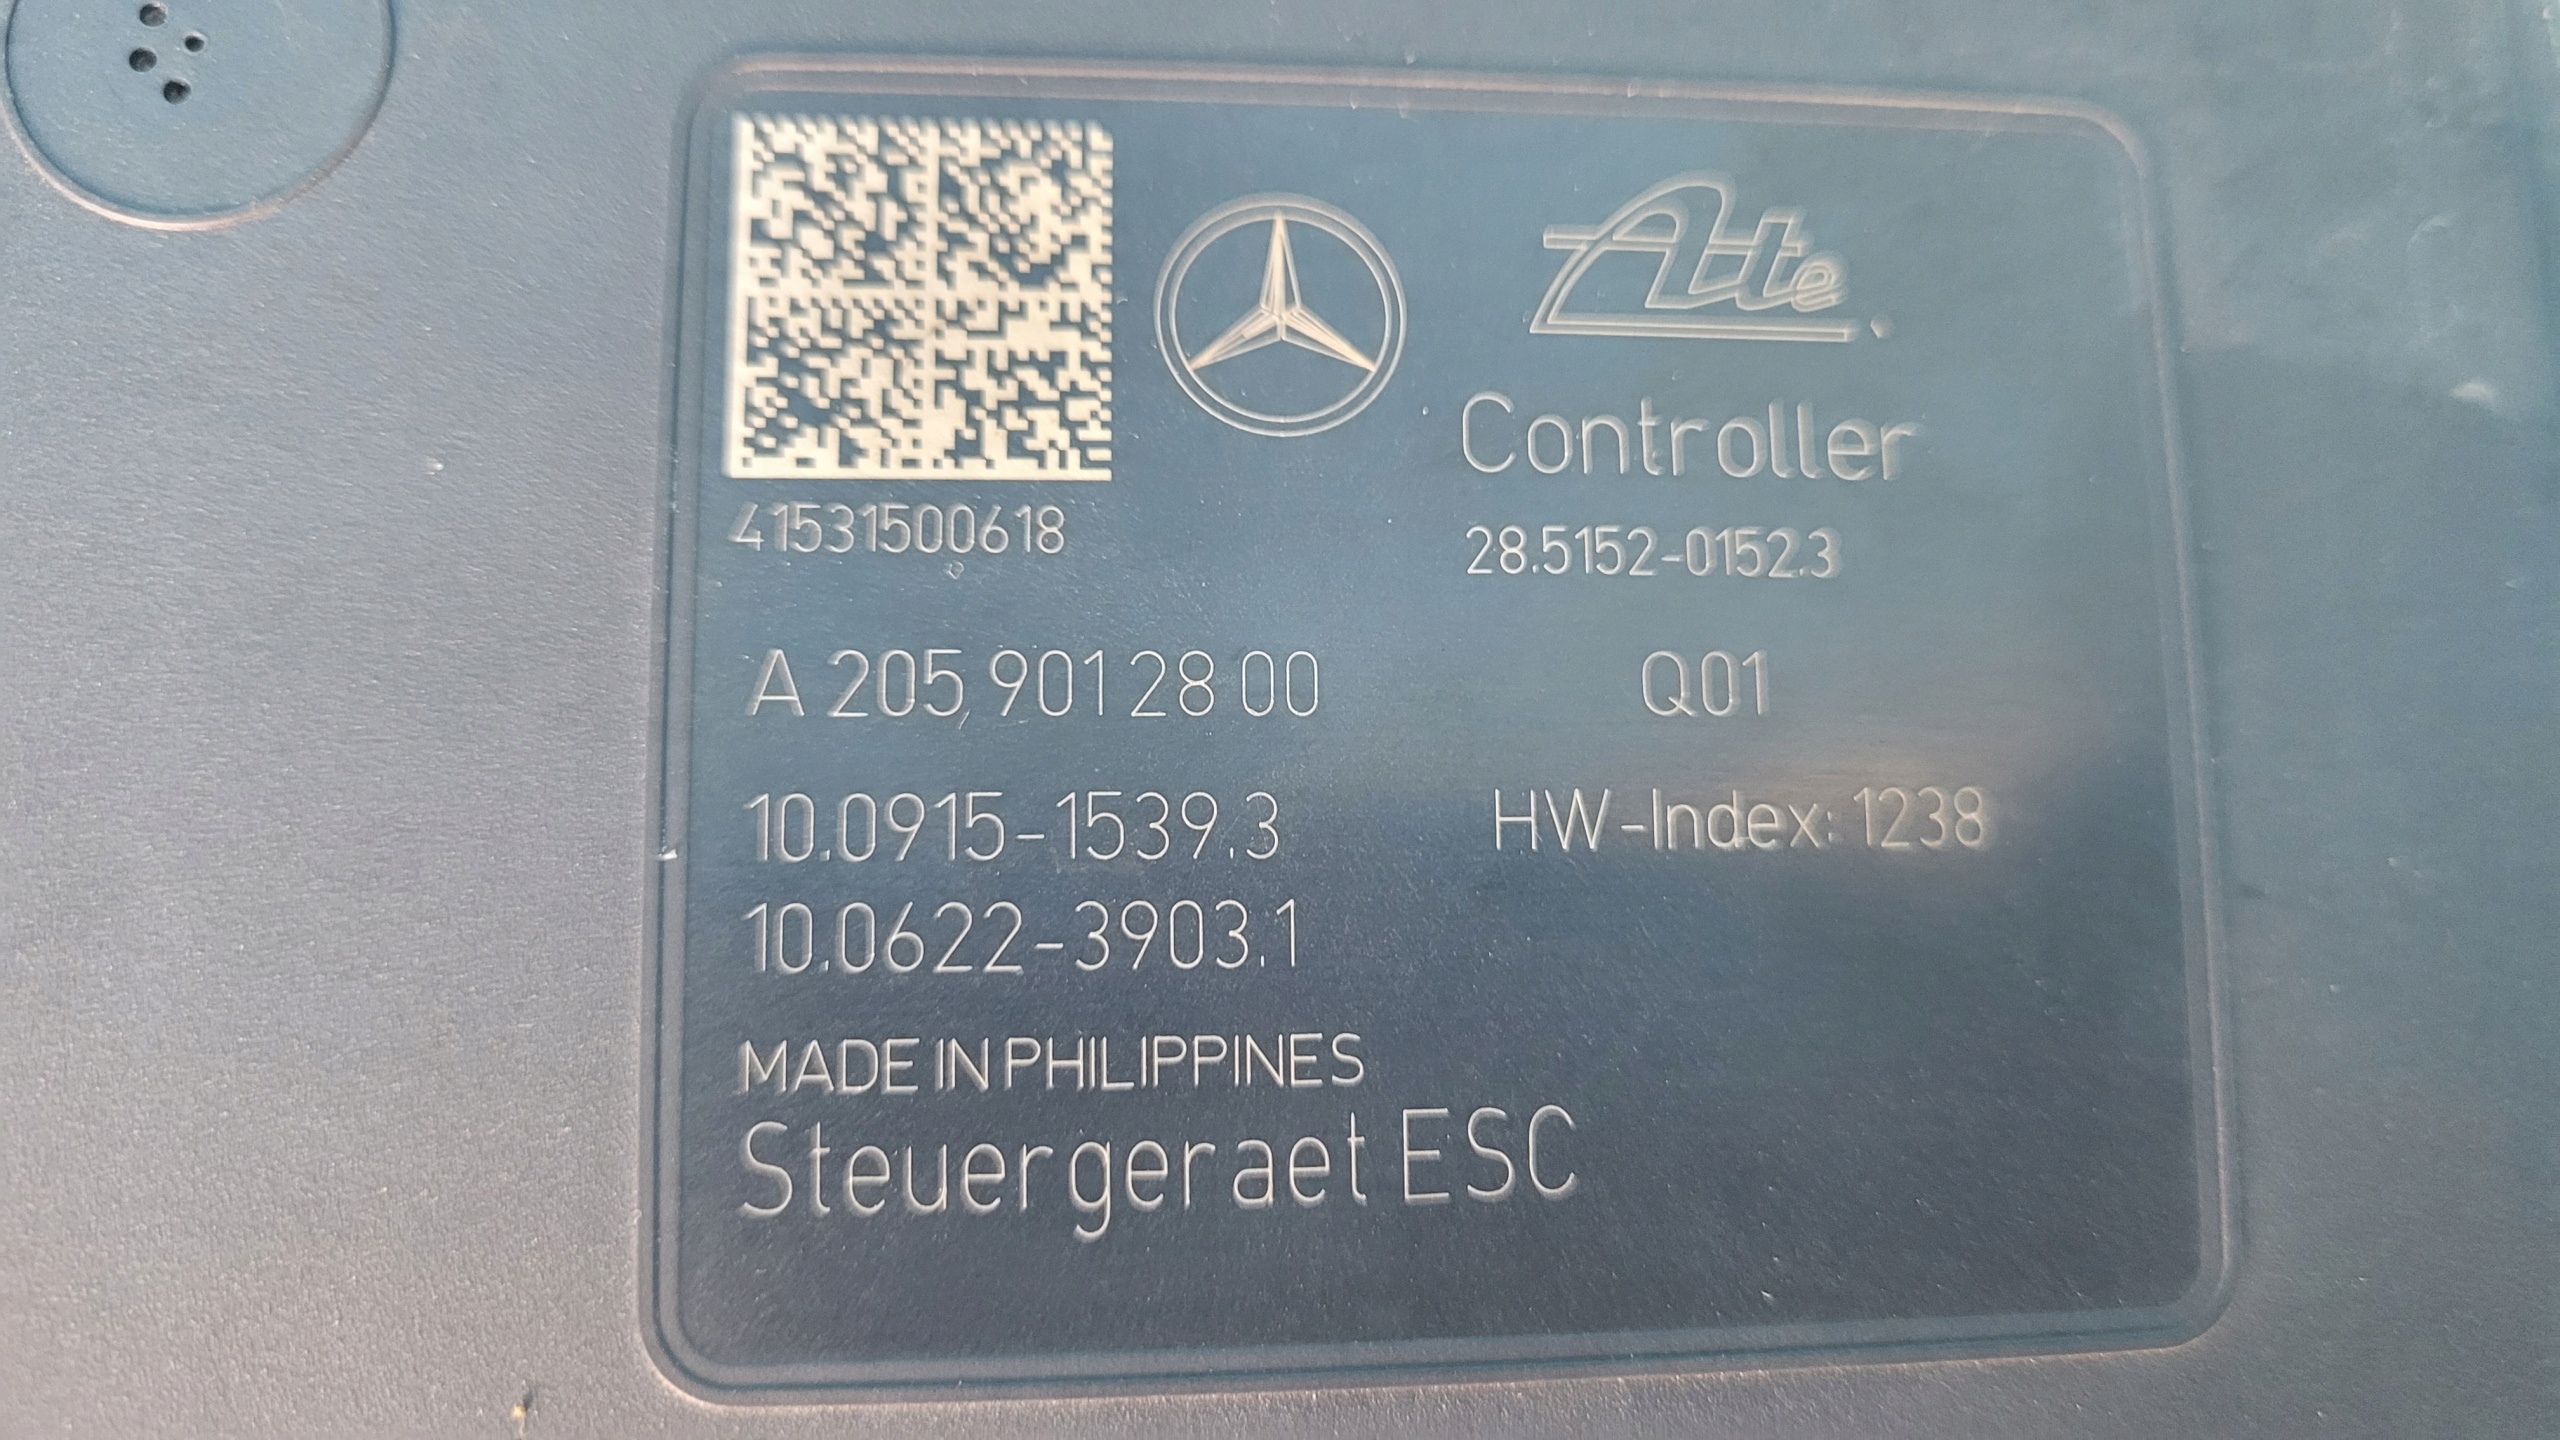 Ate
Controller
41531500618
28.5152-0152.3
A 205 901 28 00
Q01
10.0915-1539.3
HW-Index: 1238
10.0622-3903.1
MADE IN PHILIPPINES
Steuergeraet ESC